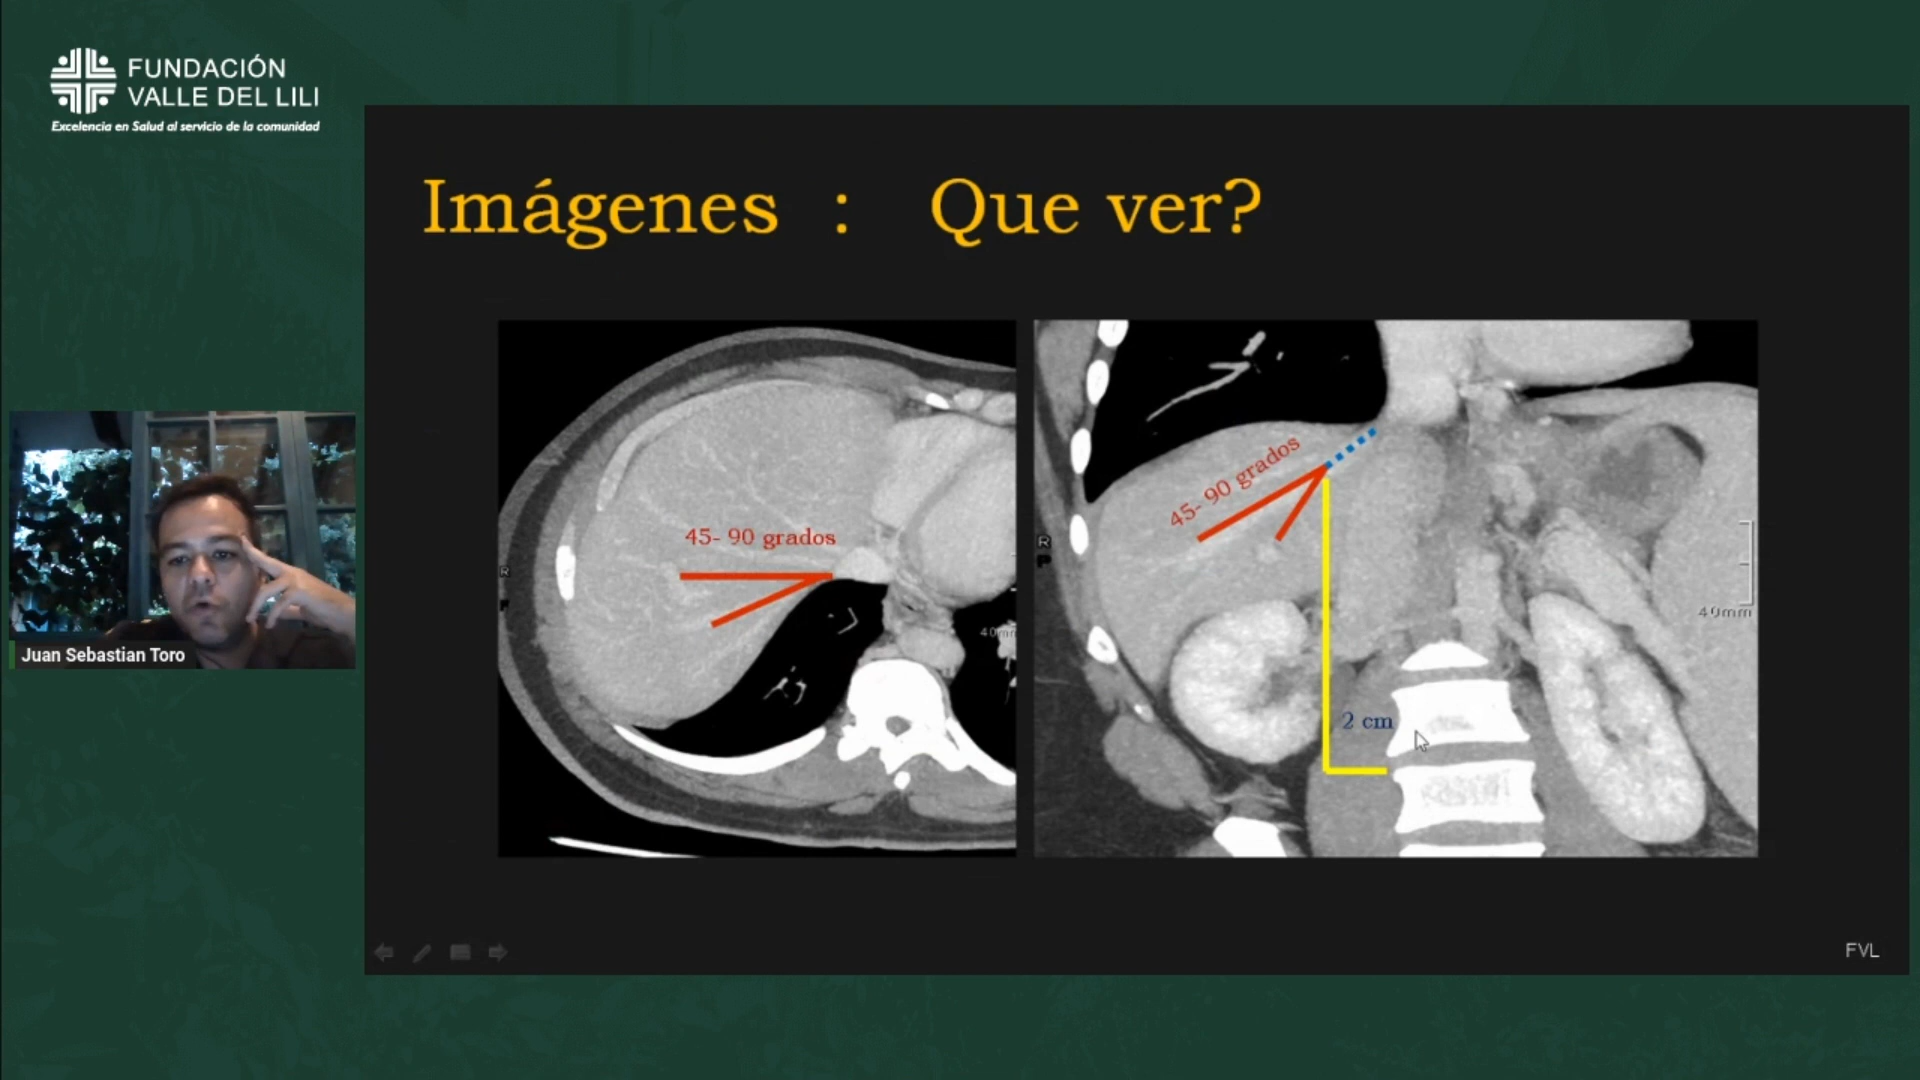 FUNDACIÓN
VALLE DEL LILI
Excelencia en Salud al servicio de la comunidad
Imágenes : Que ver?
45- 90 grados
R
40m
45- 90 grados
R
P
40mm
2 cm
Juan Sebastian Toro
FVL